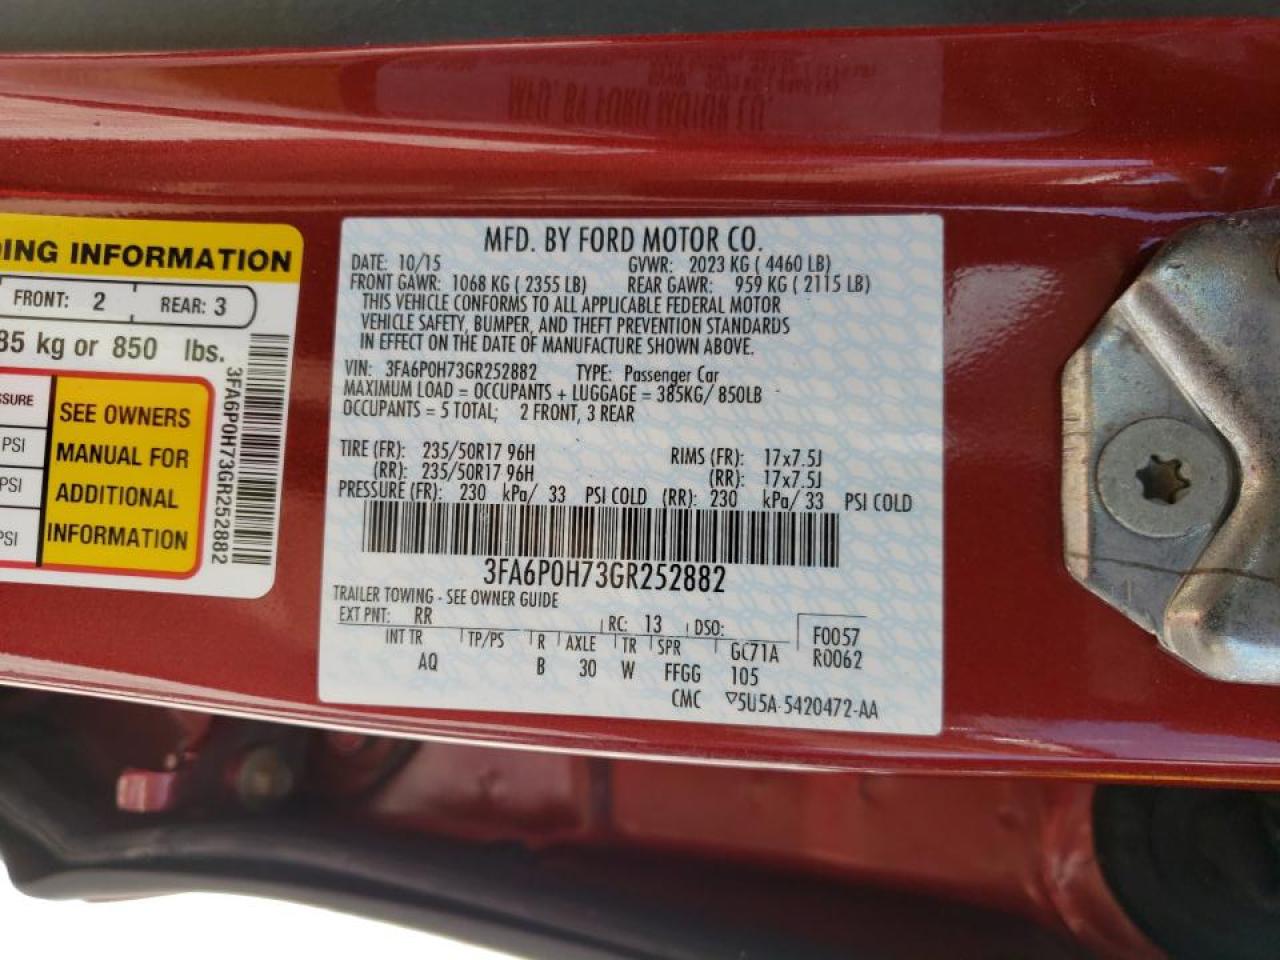 MFD. BY FORD MOTOR CO.
DING INFORMATION
FRONT: 2 REAR: 3
85 kg or 850 lbs.
SSURE
PSI
PSI
PSI
SEE OWNERS
MANUAL FOR
ADDITIONAL
INFORMATION
3FA6P0H73GR252882
MFD. BY FORD MOTOR CO.
DATE: 10/15 GVWR: 2023 KG ( 4460 LB)
FRONT GAWR: 1068 KG ( 2355 LB) REAR GAWR: 959 KG ( 2115 LB)
THIS VEHICLE CONFORMS TO ALL APPLICABLE FEDERAL MOTOR
VEHICLE SAFETY, BUMPER, AND THEFT PREVENTION STANDARDS
IN EFFECT ON THE DATE OF MANUFACTURE SHOWN ABOVE.
VIN: 3FA6P0H73GR252882 TYPE: Passenger Car
MAXIMUM LOAD = OCCUPANTS + LUGGAGE = 385KG/ 850LB
OCCUPANTS = 5 TOTAL; 2 FRONT, 3 REAR
TIRE (FR): 235/50R17 96H RIMS (FR): 17x7.5J
(RR): 235/50R17 96H (RR): 17x7.5J
PRESSURE (FR): 230 kPa/ 33 PSI COLD (RR): 230 kPa/ 33 PSI COLD
3FA6P0H73GR252882
TRAILER TOWING - SEE OWNER GUIDE
EXT PNT: RR RC: 13 DSO: F0057
INT TR TP/PS R AXLE TR SPR GC71A R0062
AQ B 30 W FFGG 105
CMC ▽5U5A-5420472-AA